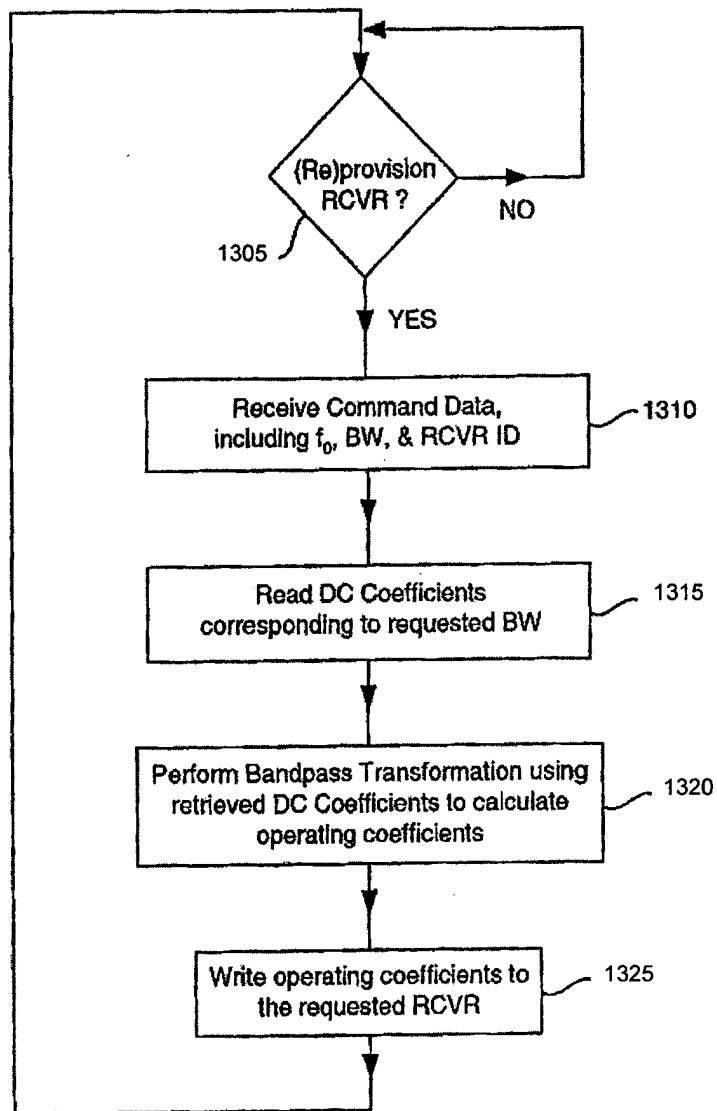 (Re)provision
RCVR ?
NO
1305
YES
Receive Command Data,
including f₀, BW, & RCVR ID
1310
Read DC Coefficients
corresponding to requested BW
1315
Perform Bandpass Transformation using
retrieved DC Coefficients to calculate
operating coefficients
1320
Write operating coefficients to
the requested RCVR
1325